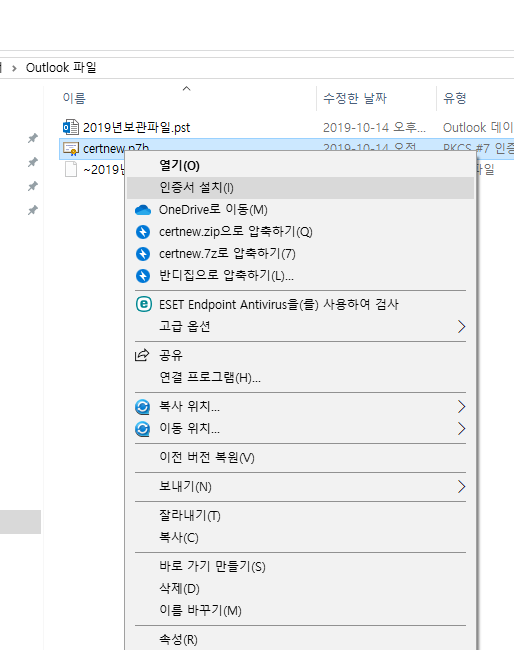 Outlook 파일
이름 수정한 날짜 유형
2019년보관파일.pst 2019-10-14 오후... Outlook 데이
certnew.p7b 2019-10-14 오전... PKCS #7 인증
~2019년 파일
열기(O)
인증서 설치(I)
OneDrive로 이동(M)
certnew.zip으로 압축하기(Q)
certnew.7z로 압축하기(7)
반디집으로 압축하기(L)...
ESET Endpoint Antivirus을(를) 사용하여 검사
고급 옵션
공유
연결 프로그램(H)...
복사 위치...
이동 위치...
이전 버전 복원(V)
보내기(N)
잘라내기(T)
복사(C)
바로 가기 만들기(S)
삭제(D)
이름 바꾸기(M)
속성(R)